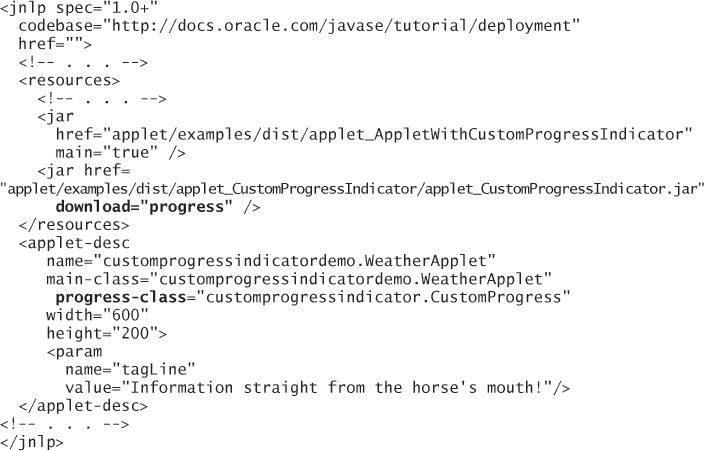 <jnlp spec="1.0+"
codebase="http://docs.oracle.com/javase/tutorial/deployment"
href="">
<!-- . . . -->
<resources>
<!-- . . . -->
<jar
href="applet/examples/dist/applet_AppletWithCustomProgressIndicator"
main="true" />
<jar href=
"applet/examples/dist/applet_CustomProgressIndicator/applet_CustomProgressIndicator.jar"
download="progress" />
</resources>
<applet-desc
name="customprogressindicatordemo.WeatherApplet"
main-class="customprogressindicatordemo.WeatherApplet"
progress-class="customprogressindicator.CustomProgress"
width="600"
height="200">
<param
name="tagLine"
value="Information straight from the horse's mouth!"/>
</applet-desc>
<!-- . . . -->
</jnlp>